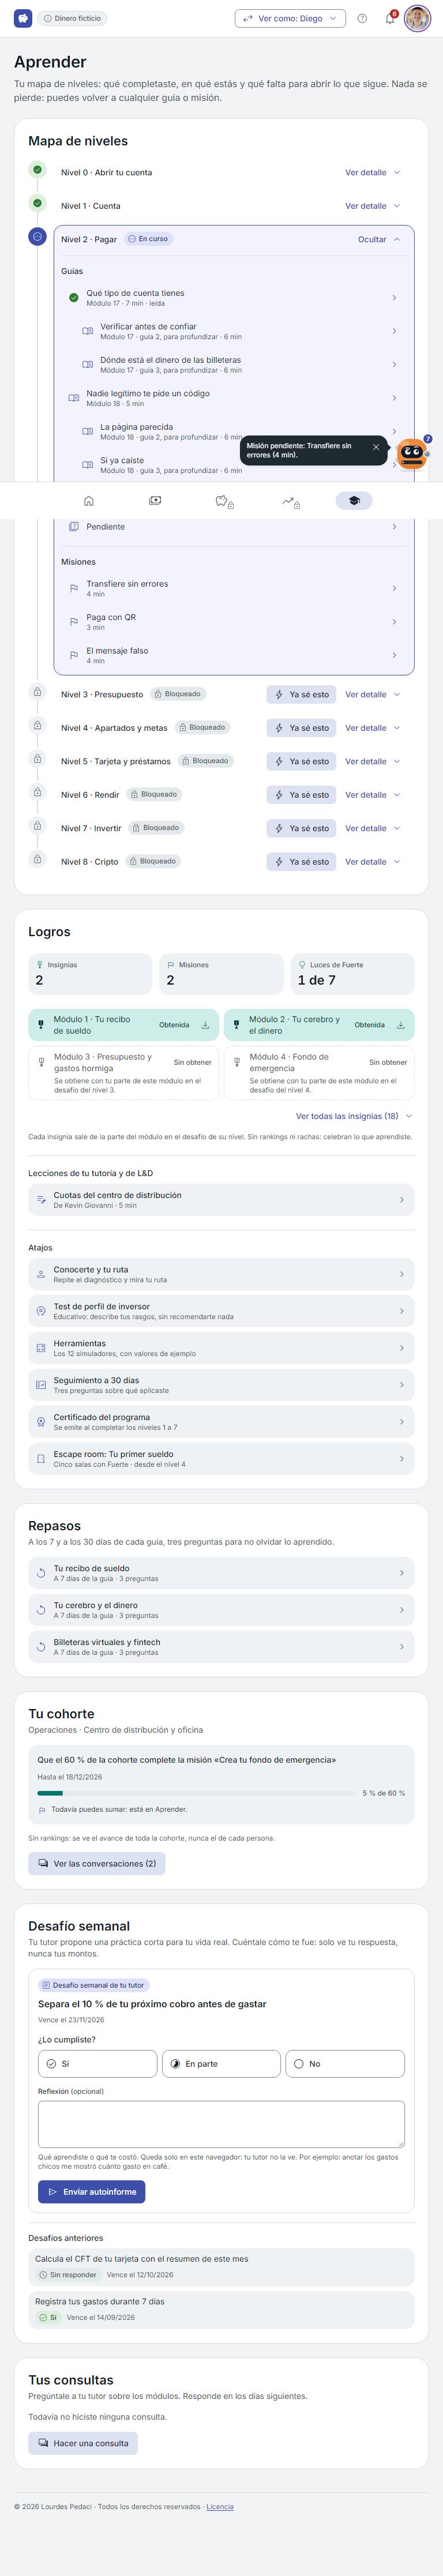 Dinero ficticio
Ver como: Diego
6
Aprender
Tu mapa de niveles: qué completaste, en qué estás y qué falta para abrir el que sigue. Nada se
pierde: puedes volver a cualquier guía o misión.
Mapa de niveles
Nivel 0 · Abrir tu cuenta
Ver detalle
Nivel 1 · Cuenta
Ver detalle
Nivel 2 · Pagar
En curso
Ocultar
Guías
Qué tipo de cuenta tienes
Módulo 17 · 7 min · leída
Verificar antes de confiar
Módulo 17 · guía 2, para profundizar · 6 min
Dónde está el dinero de las billeteras
Módulo 17 · guía 3, para profundizar · 6 min
Nadie legítimo te pide un código
Módulo 18 · 5 min
La página parecida
Módulo 18 · guía 2, para profundizar · 6 min
Misión pendiente: Transfiere sin
errores (4 min).
7
Si ya caíste
Módulo 18 · guía 3, para profundizar · 6 min
Pendiente
Misiones
Transfiere sin errores
4 min
Paga con QR
3 min
El mensaje falso
4 min
Nivel 3 · Presupuesto
Bloqueado
Ya sé esto
Ver detalle
Nivel 4 · Apartados y metas
Bloqueado
Ya sé esto
Ver detalle
Nivel 5 · Tarjeta y préstamos
Bloqueado
Ya sé esto
Ver detalle
Nivel 6 · Rendir
Bloqueado
Ya sé esto
Ver detalle
Nivel 7 · Invertir
Bloqueado
Ya sé esto
Ver detalle
Nivel 8 · Cripto
Bloqueado
Ya sé esto
Ver detalle
Logros
Insignias
2
Misiones
2
Luces de Fuerte
1 de 7
Módulo 1 · Tu recibo
de sueldo
Obtenida
Módulo 2 · Tu cerebro y
el dinero
Obtenida
Módulo 3 · Presupuesto y
gastos hormiga
Sin obtener
Se obtiene con tu parte de este módulo en el
desafío del nivel 3.
Módulo 4 · Fondo de
emergencia
Sin obtener
Se obtiene con tu parte de este módulo en el
desafío del nivel 4.
Ver todas las insignias (18)
Cada insignia sale de la parte del módulo en el desafío de su nivel. Sin rankings ni rachas: celebran lo que aprendiste.
Lecciones de tu tutoría y de L&D
Cuotas del centro de distribución
De Kevin Giovanni · 5 min
Atajos
Conocerte y tu ruta
Repite el diagnóstico y mira tu ruta
Test de perfil de inversor
Educativo: describe tus rasgos, sin recomendarte nada
Herramientas
Los 12 simuladores, con valores de ejemplo
Seguimiento a 30 días
Tres preguntas sobre qué aplicaste
Certificado del programa
Se emite al completar los niveles 1 a 7
Escape room: Tu primer sueldo
Cinco salas con Fuerte · desde el nivel 4
Repasos
A los 7 y a los 30 días de cada guía, tres preguntas para no olvidar lo aprendido.
Tu recibo de sueldo
A 7 días de la guía · 3 preguntas
Tu cerebro y el dinero
A 7 días de la guía · 3 preguntas
Billeteras virtuales y fintech
A 7 días de la guía · 3 preguntas
Tu cohorte
Operaciones · Centro de distribución y oficina
Que el 60 % de la cohorte complete la misión «Crea tu fondo de emergencia»
Hasta el 18/12/2026
5 % de 60 %
Todavía puedes sumar: está en Aprender.
Sin rankings: se ve el avance de toda la cohorte, nunca el de cada persona.
Ver las conversaciones (2)
Desafío semanal
Tu tutor propone una práctica corta para tu vida real. Cuéntale cómo te fue: solo ve tu respuesta,
nunca tus montos.
Desafío semanal de tu tutor
Separa el 10 % de tu próximo cobro antes de gastar
Vence el 23/11/2026
¿Lo cumpliste?
Sí
En parte
No
Reflexión (opcional)
Qué aprendiste o qué te costó. Queda solo en este navegador: tu tutor no la ve. Por ejemplo: anotar los gastos
chicos me mostró cuánto gasto en café.
Enviar autoinforme
Desafíos anteriores
Calcula el CFT de tu tarjeta con el resumen de este mes
Sin responder
Vence el 12/10/2026
Registra tus gastos durante 7 días
Sí
Vence el 14/09/2026
Tus consultas
Pregúntale a tu tutor sobre los módulos. Responde en los días siguientes.
Todavía no hiciste ninguna consulta.
Hacer una consulta
© 2026 Lourdes Pedaci · Todos los derechos reservados · Licencia